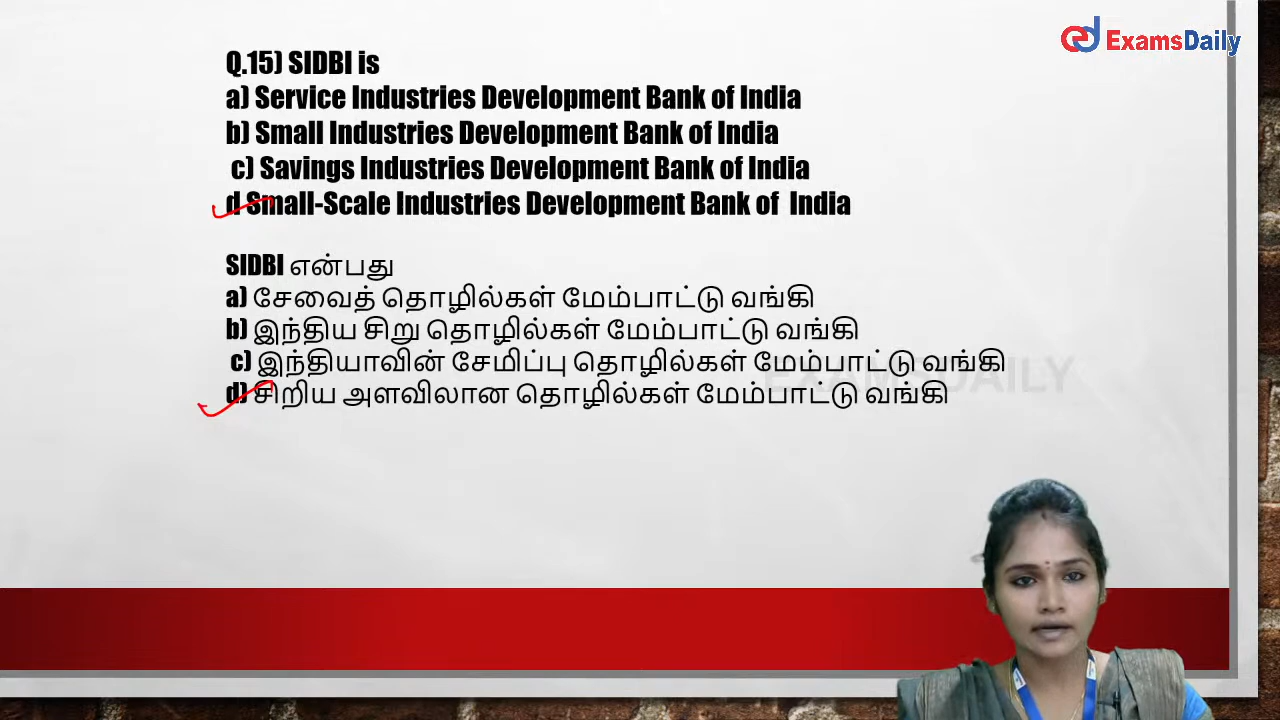 ExamsDaily
Q.15) SIDBI is
a) Service Industries Development Bank of India
b) Small Industries Development Bank of India
c) Savings Industries Development Bank of India
d Small-Scale Industries Development Bank of India
SIDBI என்பது
a) சேவைத் தொழில்கள் மேம்பாட்டு வங்கி
b) இந்திய சிறு தொழில்கள் மேம்பாட்டு வங்கி
c) இந்தியாவின் சேமிப்பு தொழில்கள் மேம்பாட்டு வங்கி
d) சிறிய அளவிலான தொழில்கள் மேம்பாட்டு வங்கி
EXAMSDAILY